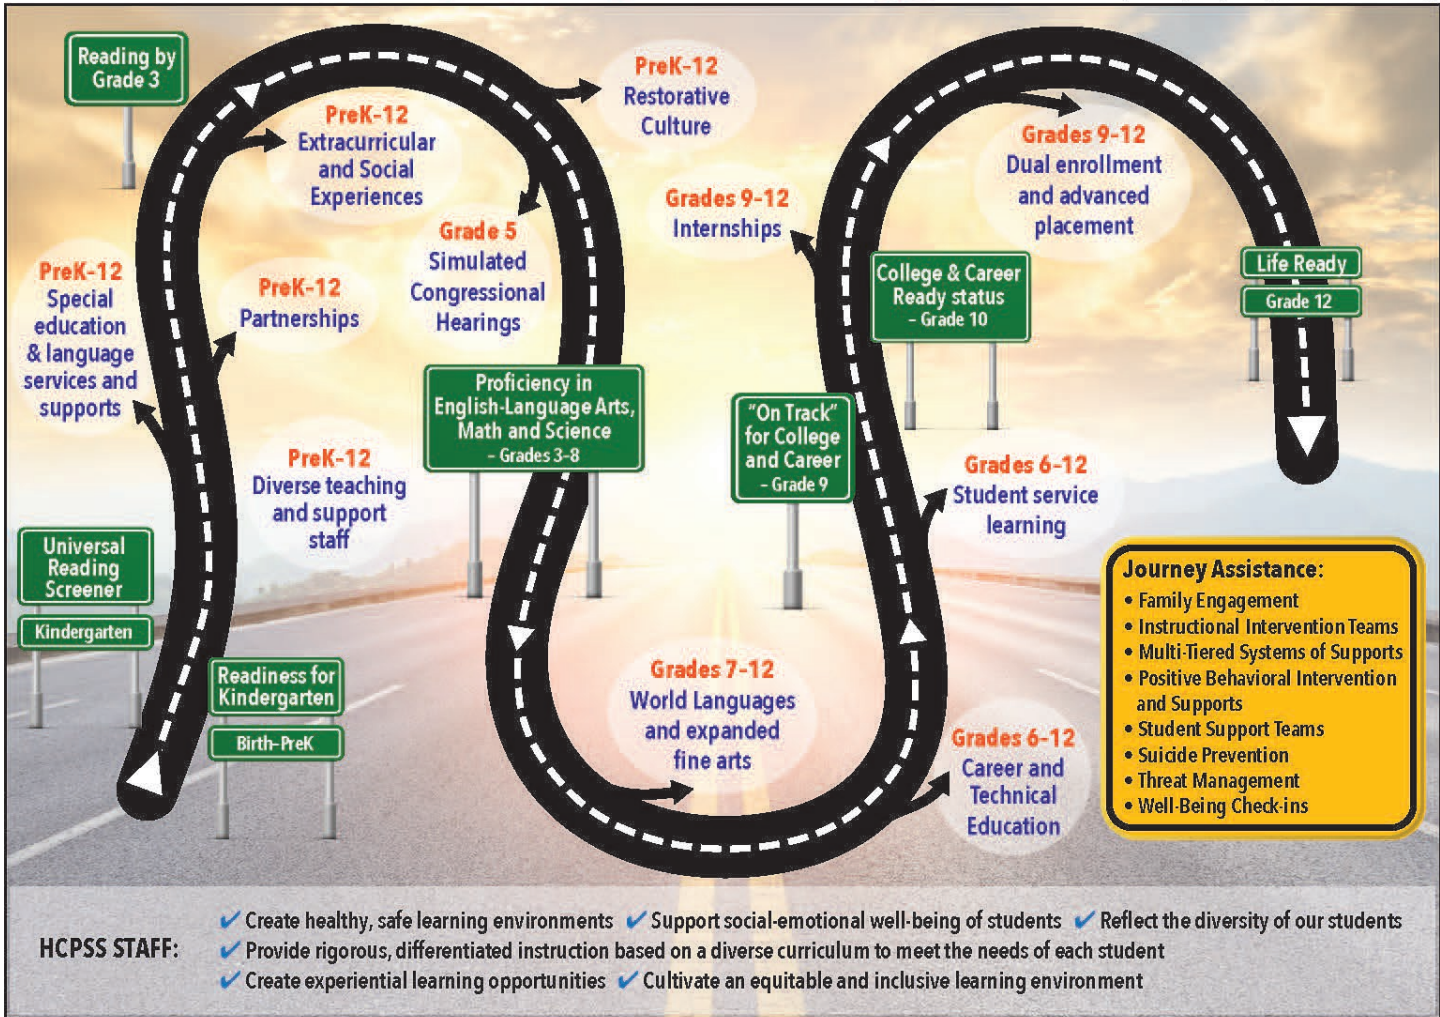 Reading by
Grade 3
PreK–12
Extracurricular
and Social
Experiences
PreK–12
Restorative
Culture
Grade 5
Simulated
Congressional
Hearings
PreK–12
Special
education
& language
services and
supports
PreK–12
Partnerships
PreK–12
Diverse teaching
and support
staff
Universal
Reading
Screener
Kindergarten
Readiness for
Kindergarten
Birth–PreK
Proficiency in
English-Language Arts,
Math and Science
– Grades 3–8
Grades 7–12
World Languages
and expanded
fine arts
Grades 6–12
Career and
Technical
Education
Grades 6–12
Student service
learning
"On Track"
for College
and Career
– Grade 9
College & Career
Ready status
– Grade 10
Grades 9–12
Internships
Grades 9–12
Dual enrollment
and advanced
placement
Life Ready
Grade 12
Journey Assistance:
• Family Engagement
• Instructional Intervention Teams
• Multi-Tiered Systems of Supports
• Positive Behavioral Intervention
and Supports
• Student Support Teams
• Suicide Prevention
• Threat Management
• Well-Being Check-ins
HCPSS STAFF:
✔ Create healthy, safe learning environments ✔ Support social-emotional well-being of students ✔ Reflect the diversity of our students
✔ Provide rigorous, differentiated instruction based on a diverse curriculum to meet the needs of each student
✔ Create experiential learning opportunities ✔ Cultivate an equitable and inclusive learning environment